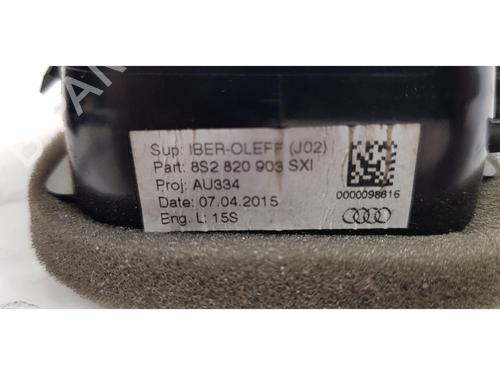 Sup: IBER-OLEFF (J02)
Part: 8S2 820 903 SXI
Proj: AU334
Date: 07.04.2015
Eng. L: 15S
0000098816